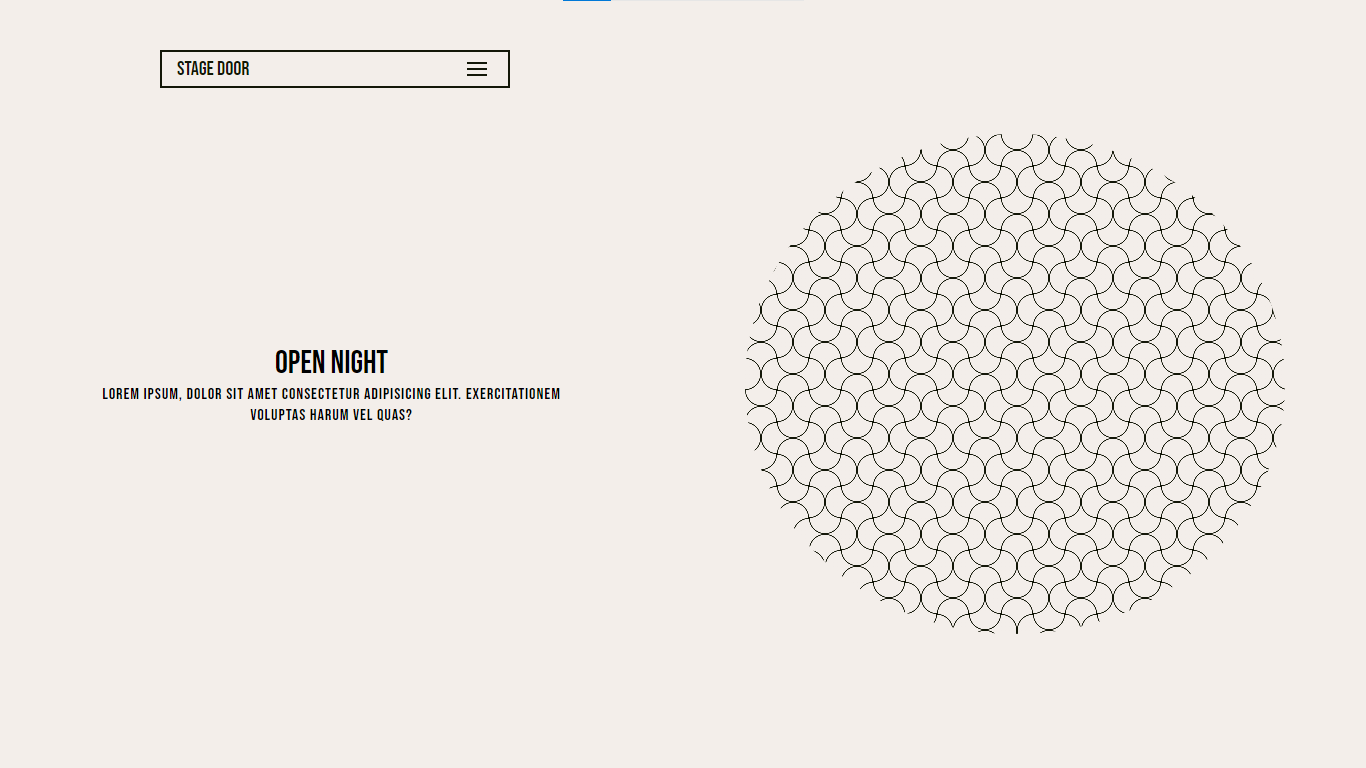 STAGE DOOR
OPEN NIGHT
LOREM IPSUM, DOLOR SIT AMET CONSECTETUR ADIPISICING ELIT. EXERCITATIONEM
VOLUPTAS HARUM VEL QUAS?